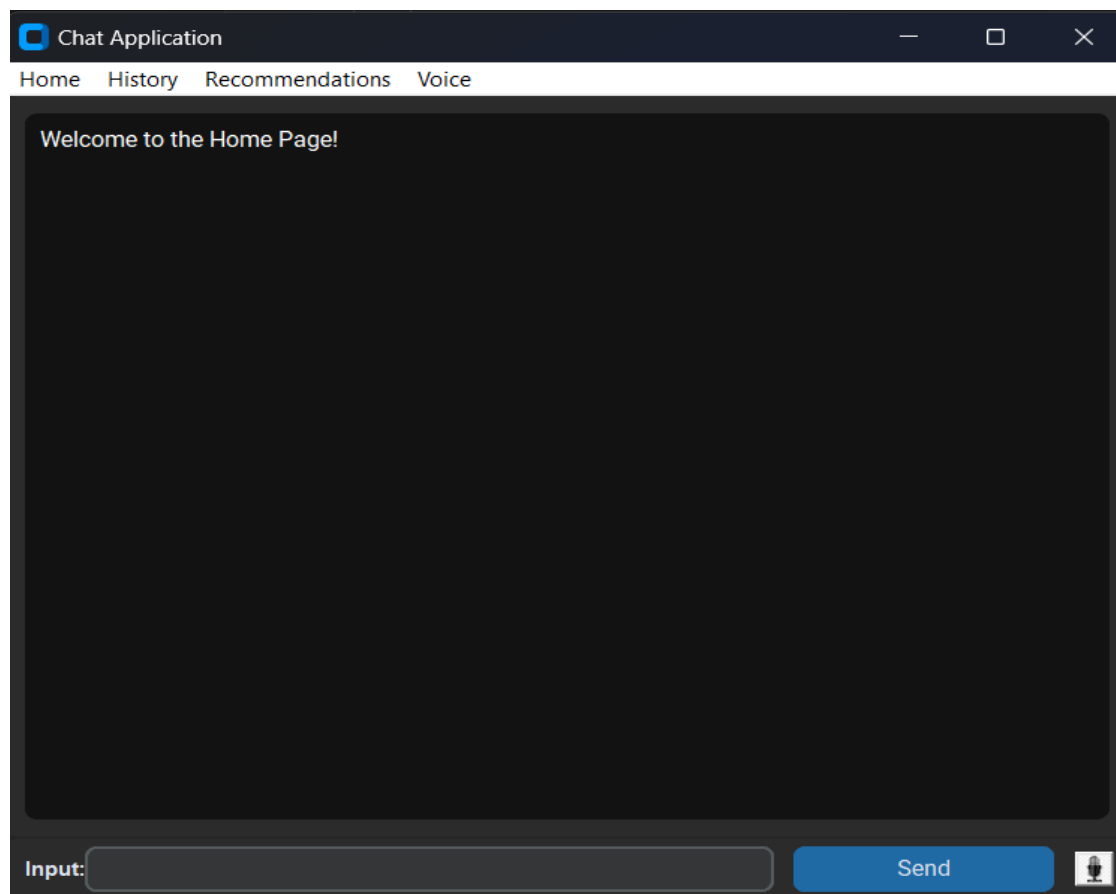 Chat Application
Home History Recommendations Voice
Welcome to the Home Page!
Input: Send